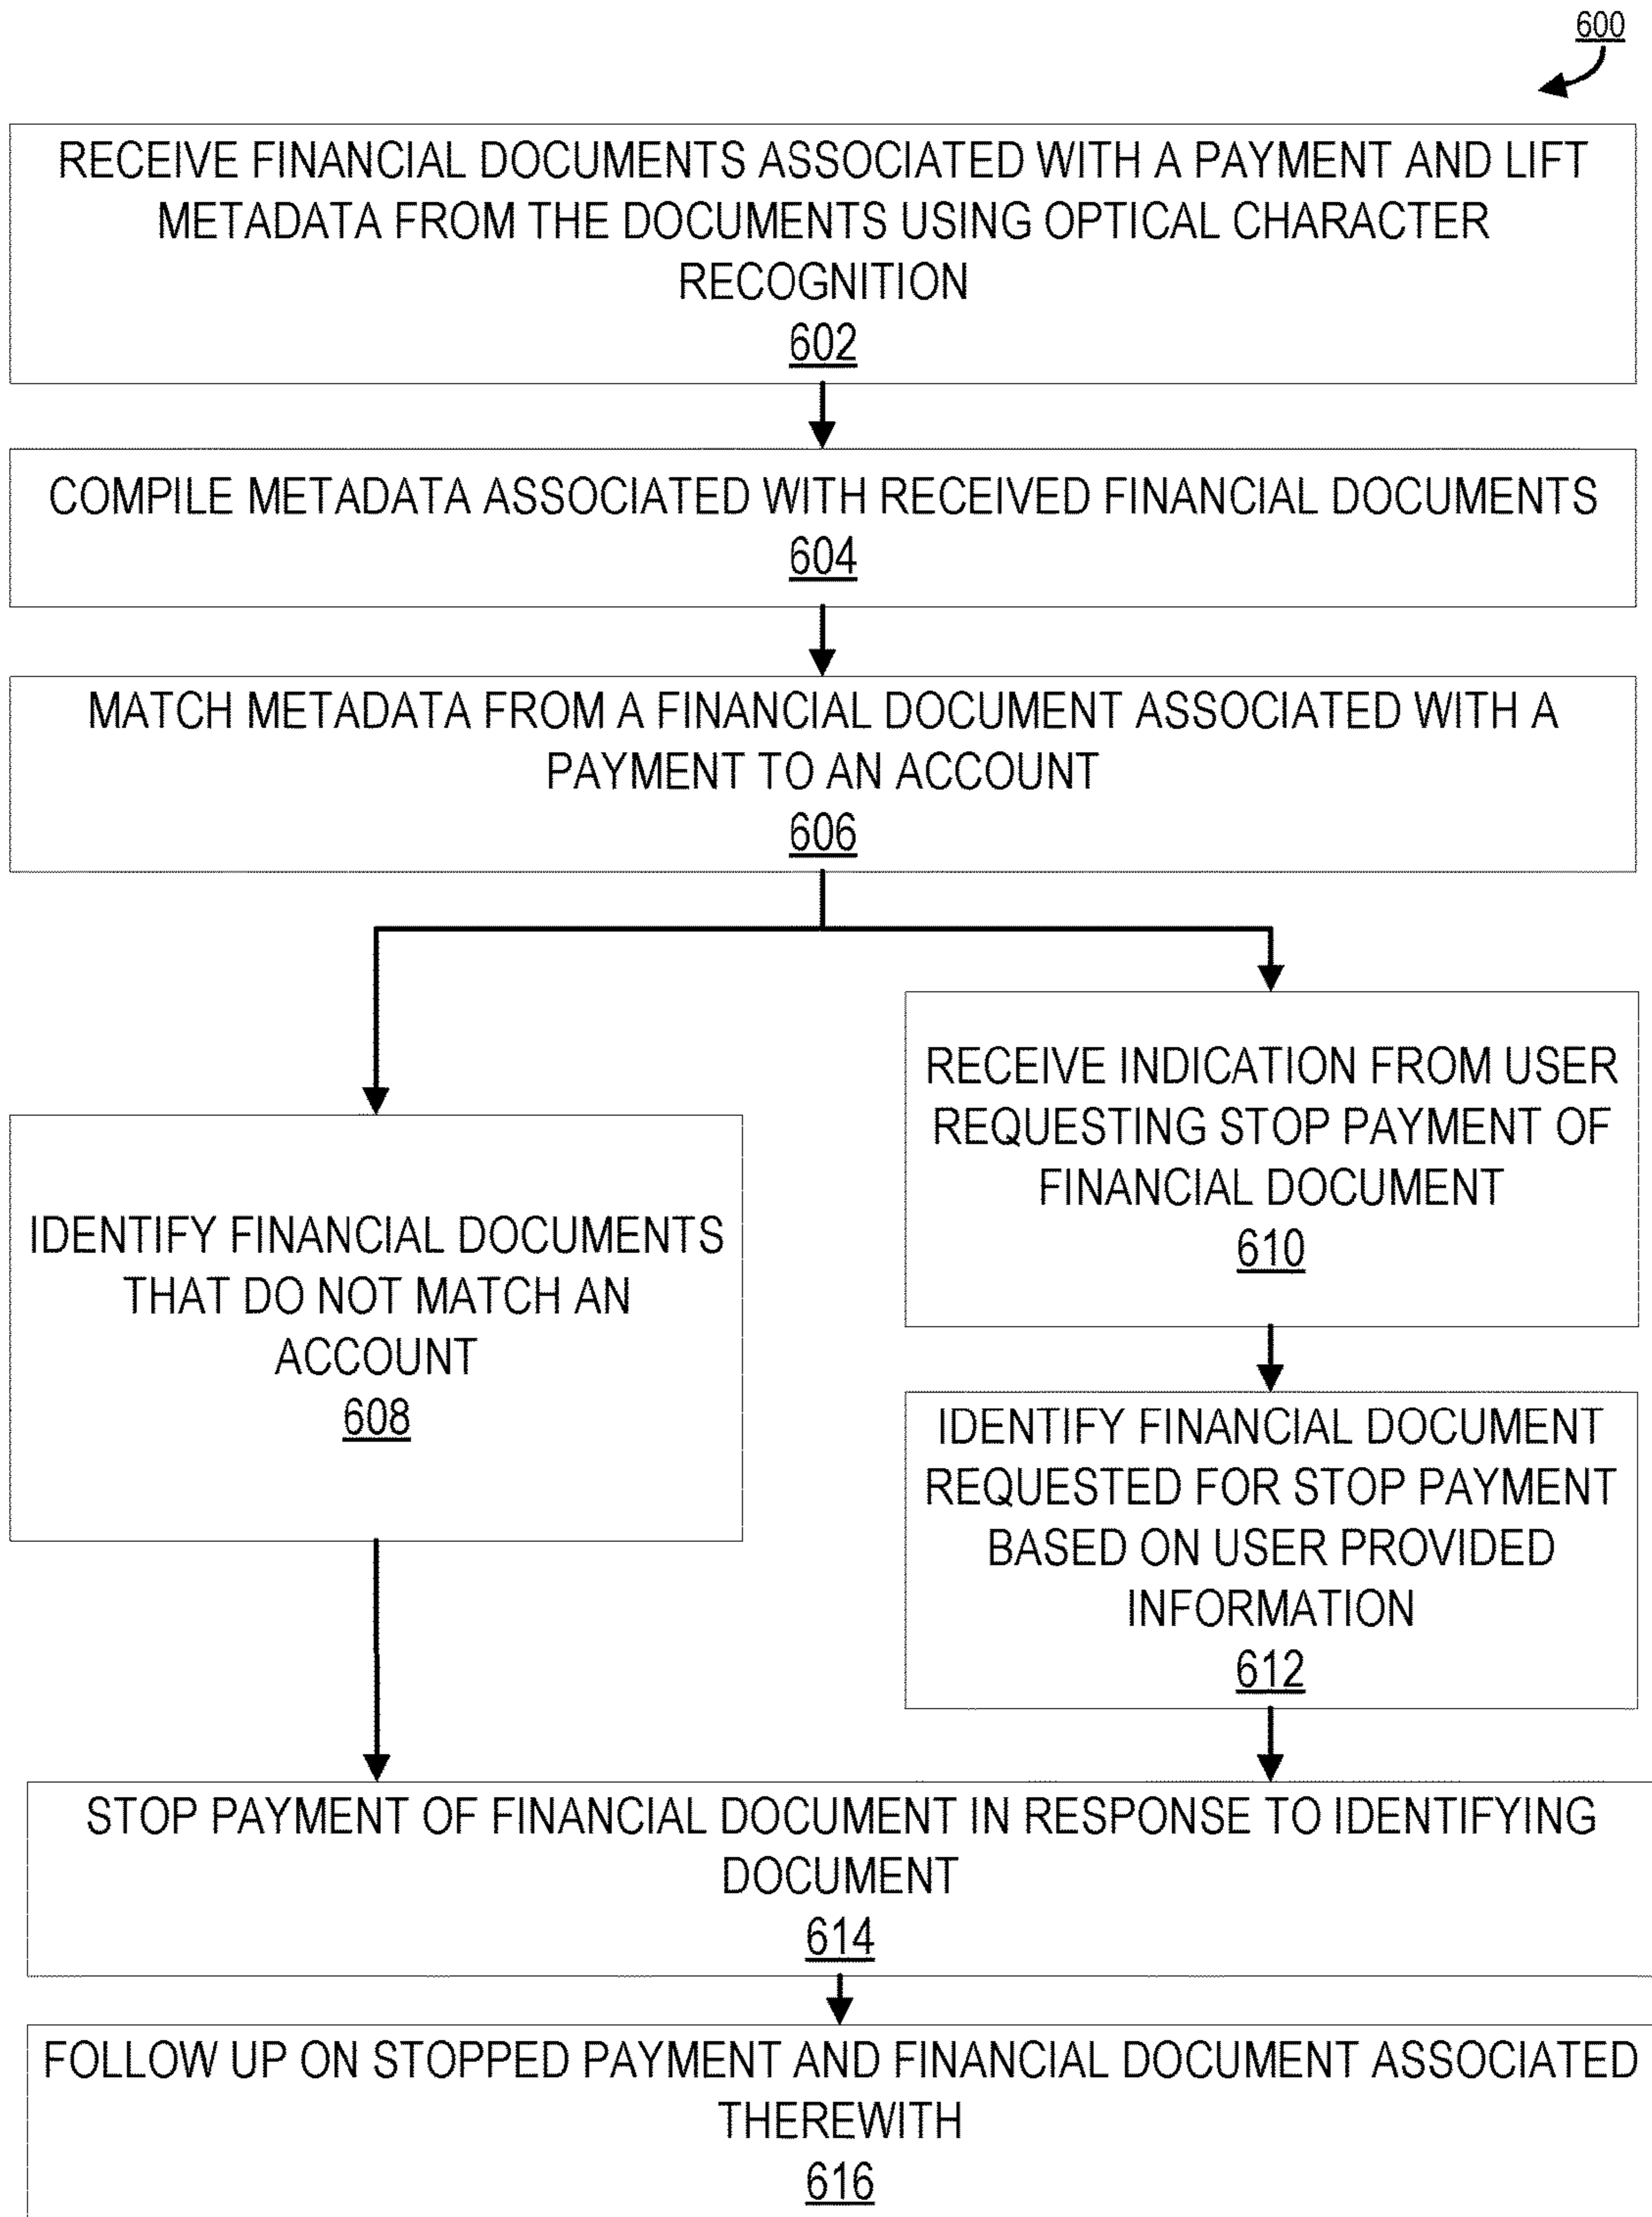 600
RECEIVE FINANCIAL DOCUMENTS ASSOCIATED WITH A PAYMENT AND LIFT
METADATA FROM THE DOCUMENTS USING OPTICAL CHARACTER
RECOGNITION
602
COMPILE METADATA ASSOCIATED WITH RECEIVED FINANCIAL DOCUMENTS
604
MATCH METADATA FROM A FINANCIAL DOCUMENT ASSOCIATED WITH A
PAYMENT TO AN ACCOUNT
606
IDENTIFY FINANCIAL DOCUMENTS
THAT DO NOT MATCH AN
ACCOUNT
608
RECEIVE INDICATION FROM USER
REQUESTING STOP PAYMENT OF
FINANCIAL DOCUMENT
610
IDENTIFY FINANCIAL DOCUMENT
REQUESTED FOR STOP PAYMENT
BASED ON USER PROVIDED
INFORMATION
612
STOP PAYMENT OF FINANCIAL DOCUMENT IN RESPONSE TO IDENTIFYING
DOCUMENT
614
FOLLOW UP ON STOPPED PAYMENT AND FINANCIAL DOCUMENT ASSOCIATED
THEREWITH
616